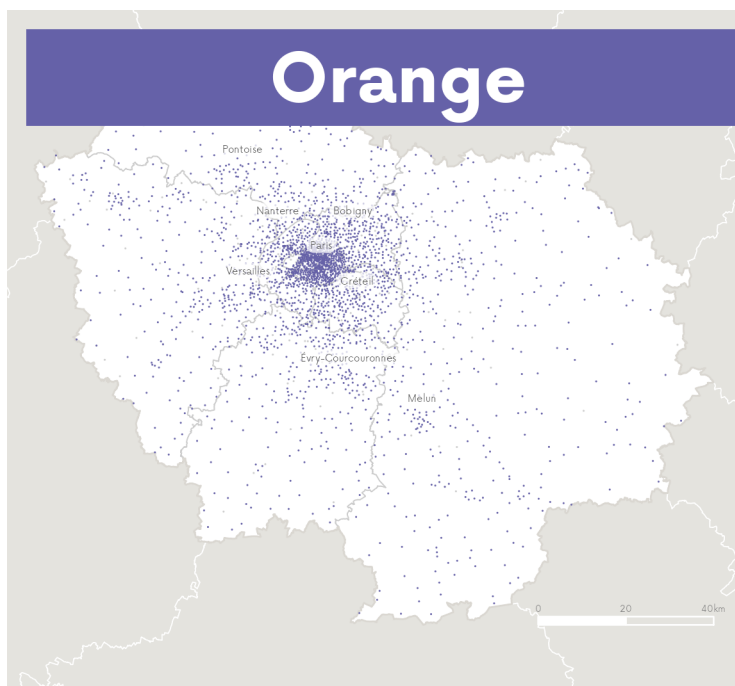 Orange
Pontoise
Nanterre
Bobigny
Paris
Versailles
Créteil
Évry-Courcouronnes
Melun
0 20 40km